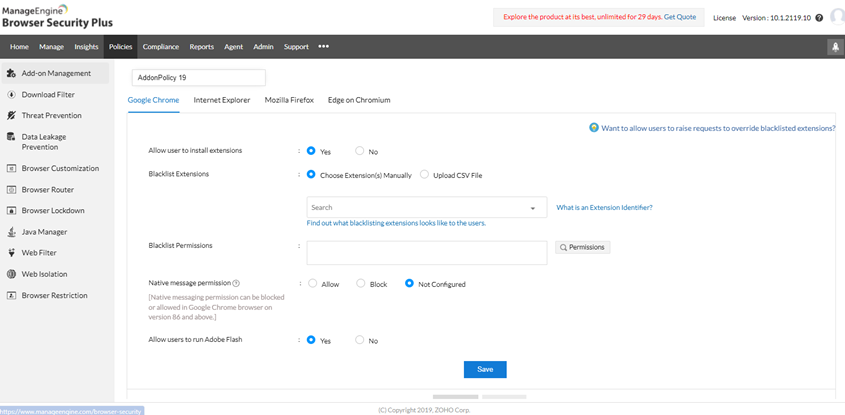 ManageEngine
Browser Security Plus
Explore the product at its best, unlimited for 29 days. Get Quote
License Version : 10.1.2119.10
Home Manage Insights Policies Compliance Reports Agent Admin Support
Add-on Management
Download Filter
Threat Prevention
Data Leakage
Prevention
Browser Customization
Browser Router
Browser Lockdown
Java Manager
Web Filter
Web Isolation
Browser Restriction
AddonPolicy 19
Google Chrome Internet Explorer Mozilla Firefox Edge on Chromium
Want to allow users to raise requests to override blacklisted extensions?
Allow user to install extensions : Yes No
Blacklist Extensions : Choose Extension(s) Manually Upload CSV File
Search What is an Extension Identifier?
Find out what blacklisting extensions looks like to the users.
Blacklist Permissions : Permissions
Native message permission ? : Allow Block Not Configured
[Native messaging permission can be blocked
or allowed in Google Chrome browser on
version 86 and above.]
Allow users to run Adobe Flash : Yes No
Save
https://www.manageengine.com/browser-security
(C) Copyright 2019, ZOHO Corp.